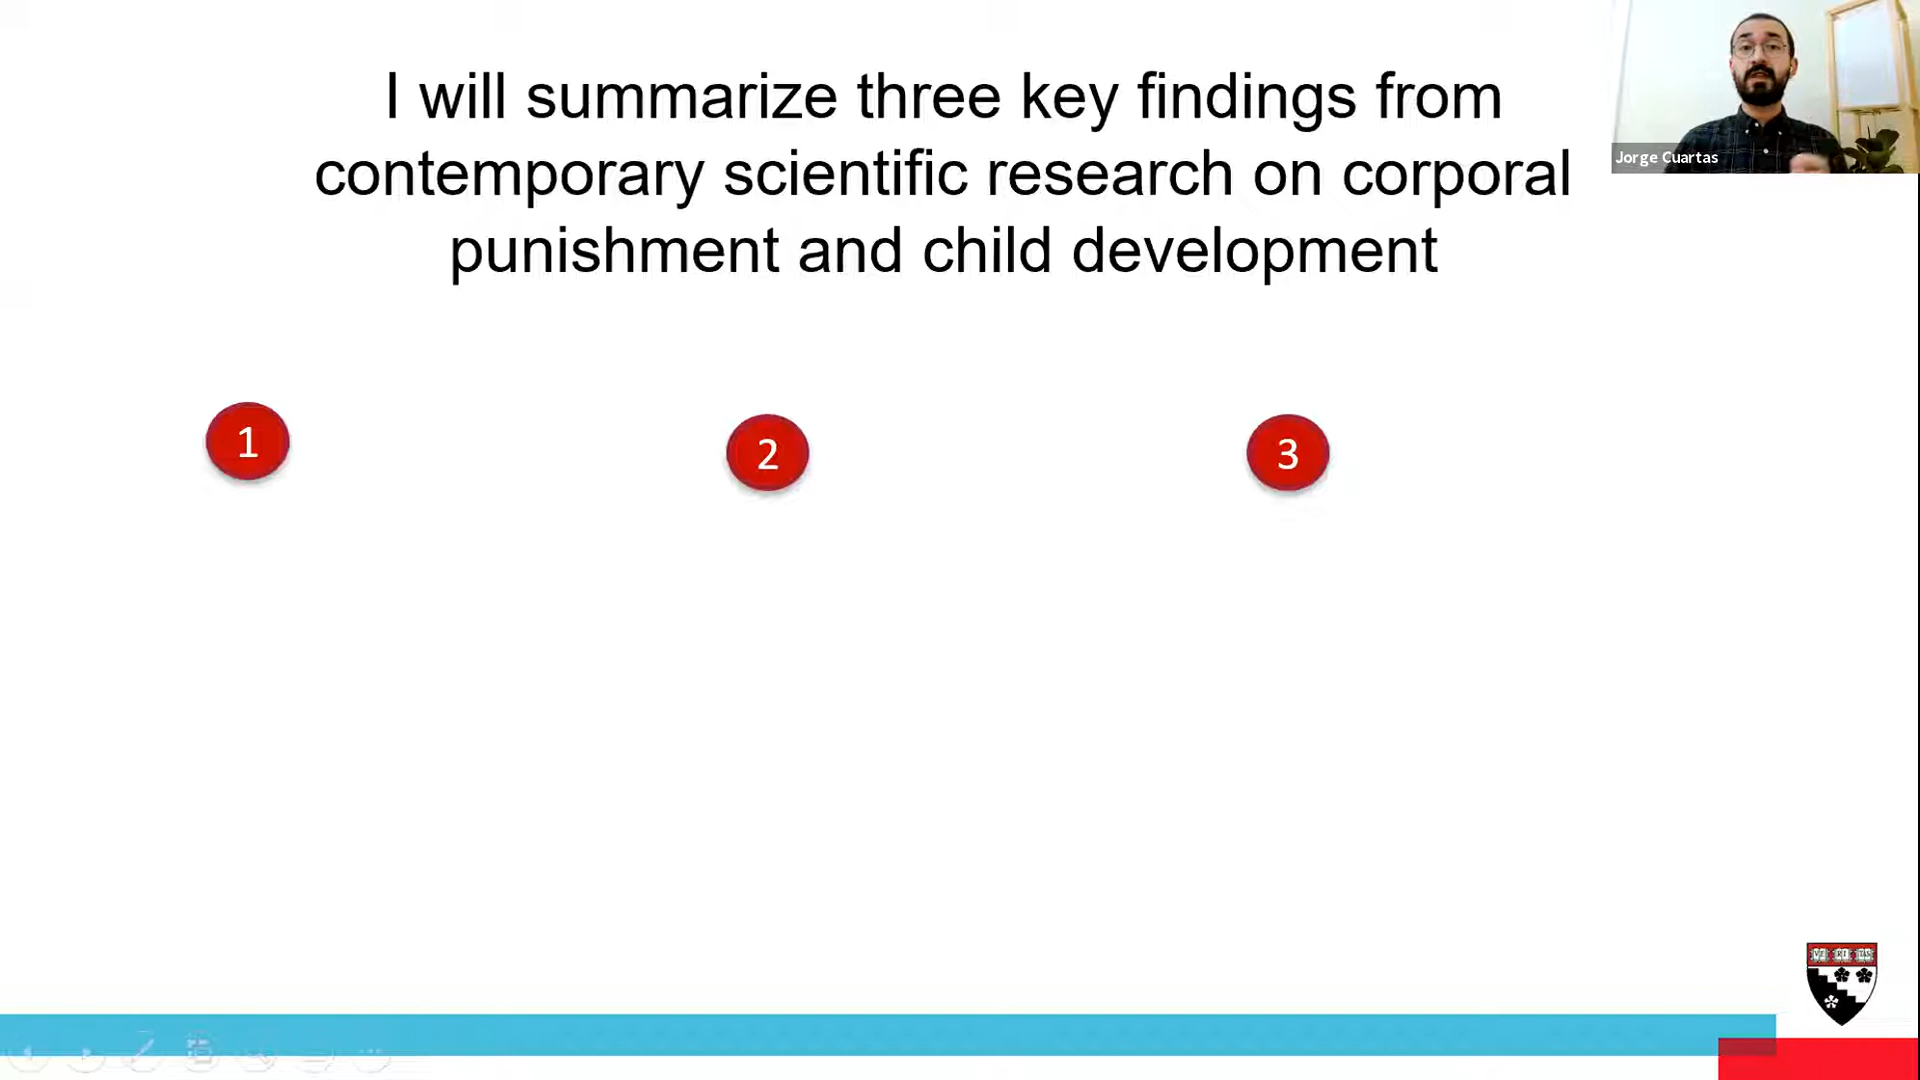 I will summarize three key findings from
contemporary scientific research on corporal
punishment and child development
Jorge Cuartas
1
2
3